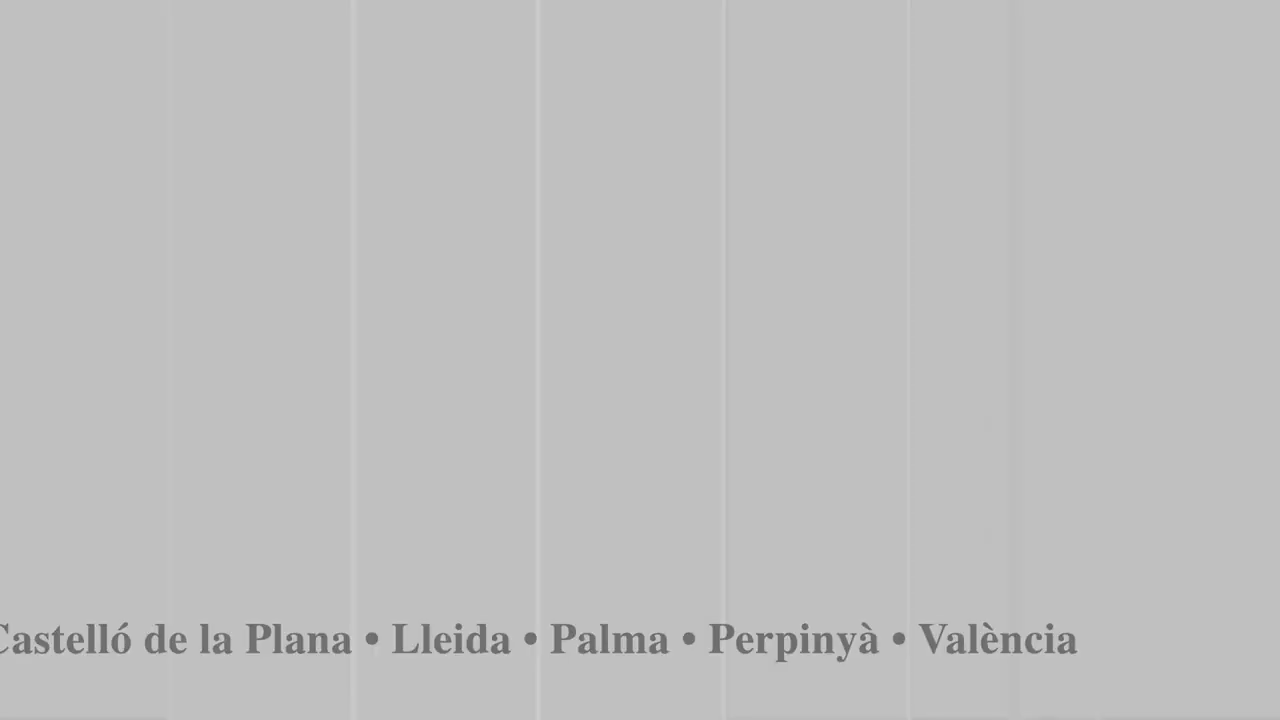 Castelló de la Plana • Lleida • Palma • Perpinyà • València